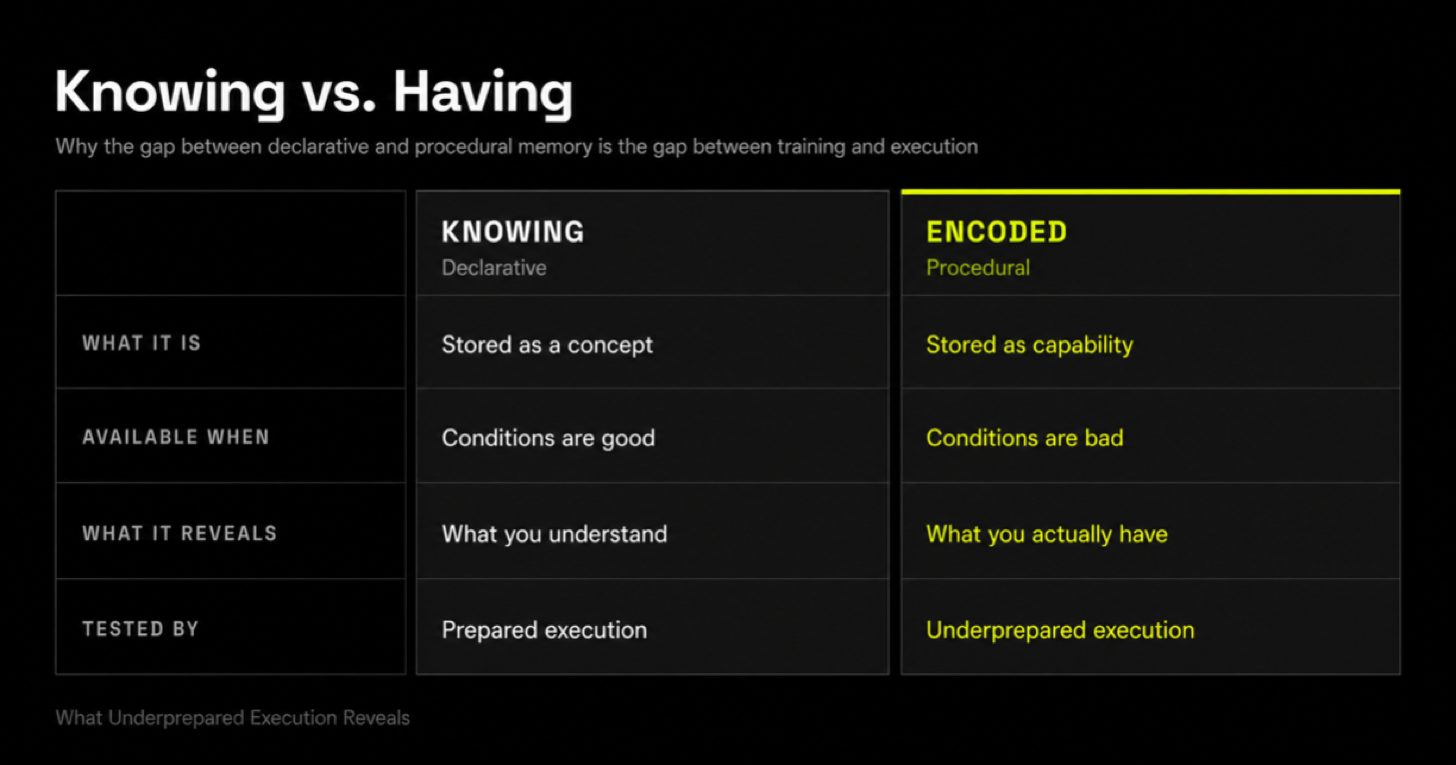 Knowing vs. Having
Why the gap between declarative and procedural memory is the gap between training and execution
KNOWING
Declarative
ENCODED
Procedural
WHAT IT IS
Stored as a concept
Stored as capability
AVAILABLE WHEN
Conditions are good
Conditions are bad
WHAT IT REVEALS
What you understand
What you actually have
TESTED BY
Prepared execution
Underprepared execution
What Underprepared Execution Reveals